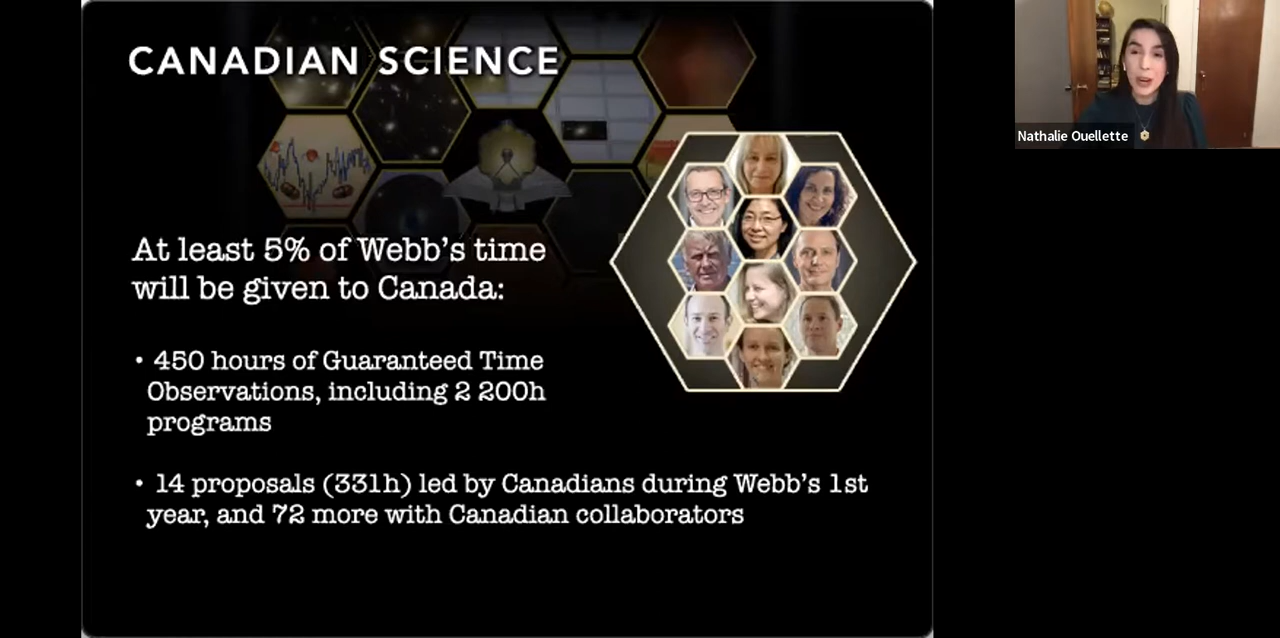 CANADIAN SCIENCE
At least 5% of Webb's time
will be given to Canada:
• 450 hours of Guaranteed Time
Observations, including 2 200h
programs
• 14 proposals (331h) led by Canadians during Webb's 1st
year, and 72 more with Canadian collaborators
Nathalie Ouellette